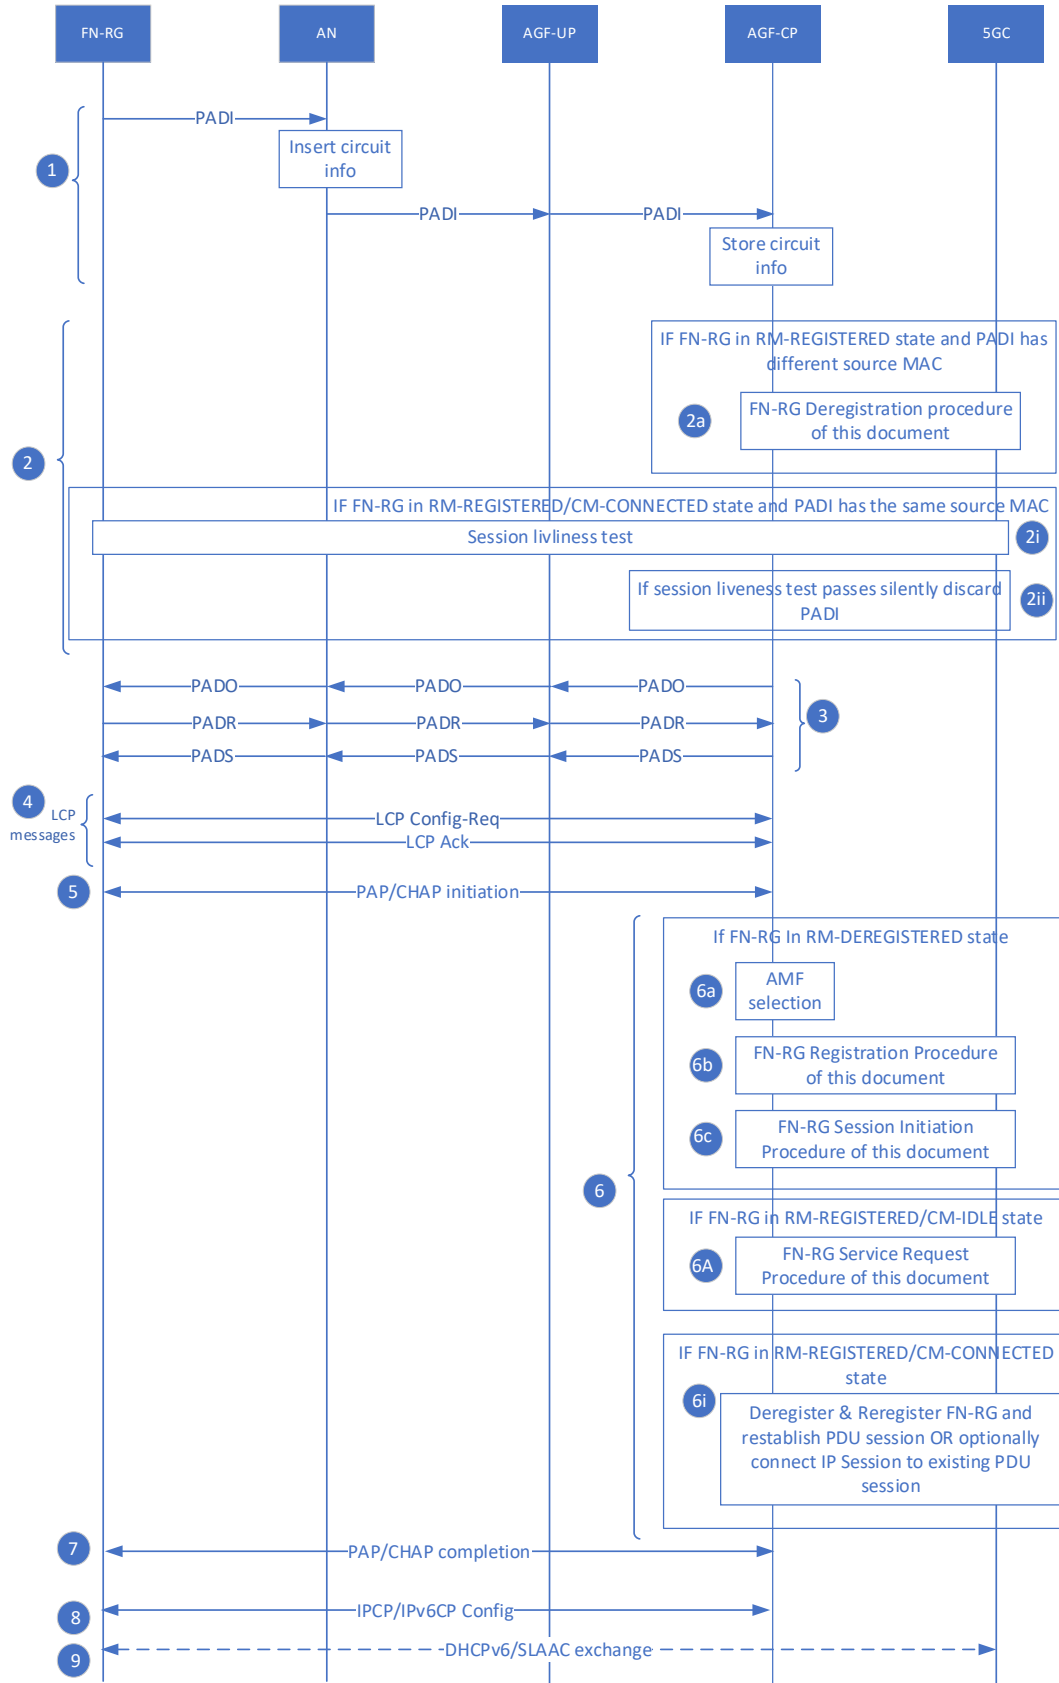 FN-RG
AN
AGF-UP
AGF-CP
5GC
PADI
1
Insert circuit
info
PADI
PADI
Store circuit
info
2
IF FN-RG in RM-REGISTERED state and PADI has
different source MAC
2a
FN-RG Deregistration procedure
of this document
IF FN-RG in RM-REGISTERED/CM-CONNECTED state and PADI has the same source MAC
Session livliness test
2i
If session liveness test passes silently discard
PADI
2ii
PADO
PADO
PADO
PADR
PADR
PADR
3
PADS
PADS
PADS
4
LCP
messages
LCP Config-Req
LCP Ack
5
PAP/CHAP initiation
6
If FN-RG In RM-DEREGISTERED state
6a
AMF
selection
6b
FN-RG Registration Procedure
of this document
6c
FN-RG Session Initiation
Procedure of this document
IF FN-RG in RM-REGISTERED/CM-IDLE state
6A
FN-RG Service Request
Procedure of this document
IF FN-RG in RM-REGISTERED/CM-CONNECTED
state
6i
Deregister & Reregister FN-RG and
restablish PDU session OR optionally
connect IP Session to existing PDU
session
7
PAP/CHAP completion
8
IPCP/IPv6CP Config
9
DHCPv6/SLAAC exchange